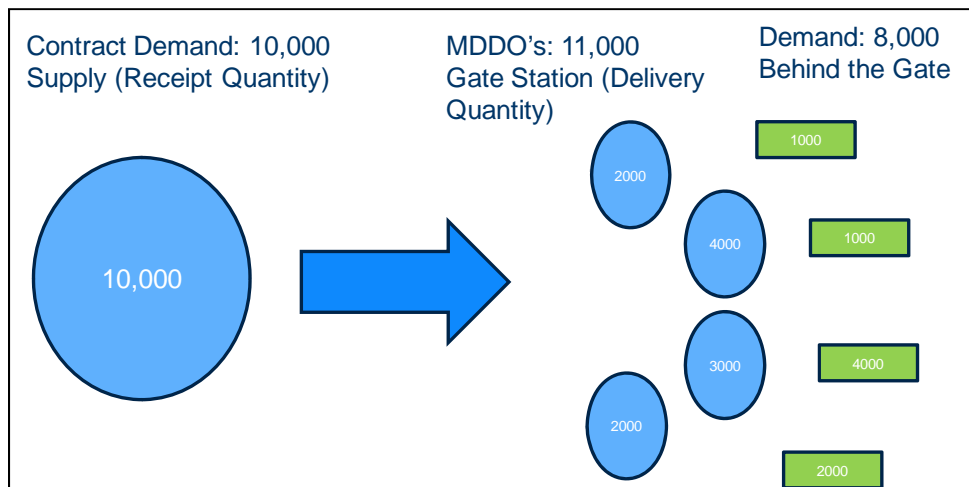 Contract Demand: 10,000
Supply (Receipt Quantity)
MDDO's: 11,000
Gate Station (Delivery
Quantity)
Demand: 8,000
Behind the Gate
10,000
2000
4000
3000
2000
1000
1000
4000
2000